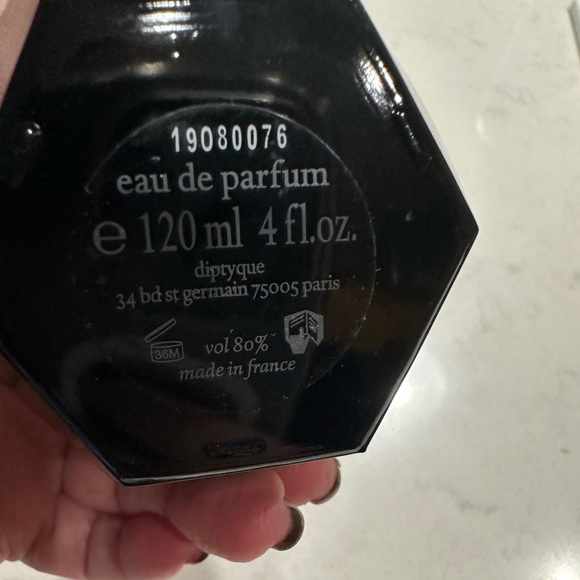 19080076
eau de parfum
e 120 ml 4 fl.oz.
diptyque
34 bd st germain 75005 paris
36M
vol 80%
made in france